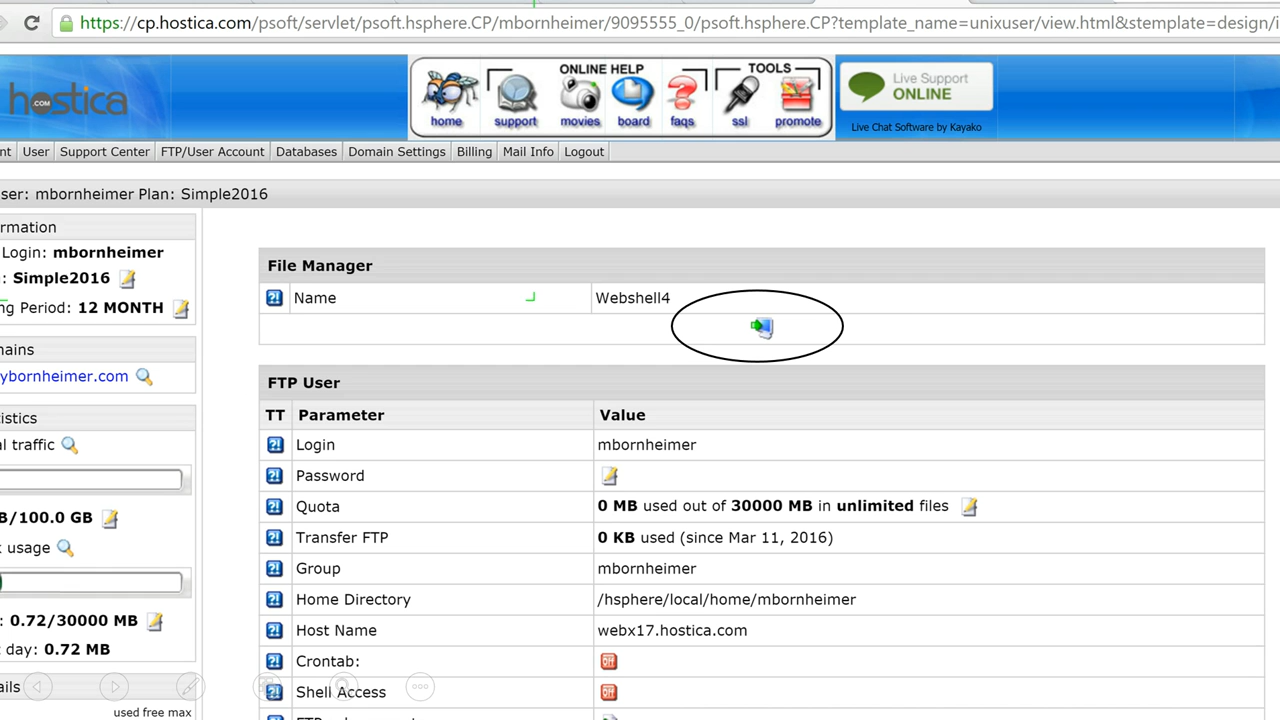 https://cp.hostica.com/psoft/servlet/psoft.hsphere.CP/mbornheimer/9095555_0/psoft.hsphere.CP?template_name=unixuser/view.html&stemplate=design/i
hostica .COM
ONLINE HELP
TOOLS
home support movies board faqs ssl promote
Live Support
ONLINE
Live Chat Software by Kayako
nt User Support Center FTP/User Account Databases Domain Settings Billing Mail Info Logout
ser: mbornheimer Plan: Simple2016
rmation
Login: mbornheimer
: Simple2016
ng Period: 12 MONTH
mains
ybornheimer.com
tistics
al traffic
B/100.0 GB
k usage
: 0.72/30000 MB
t day: 0.72 MB
ails
used free max
File Manager
Name Webshell4
FTP User
TT Parameter Value
Login mbornheimer
Password
Quota 0 MB used out of 30000 MB in unlimited files
Transfer FTP 0 KB used (since Mar 11, 2016)
Group mbornheimer
Home Directory /hsphere/local/home/mbornheimer
Host Name webx17.hostica.com
Crontab: Off
Shell Access Off